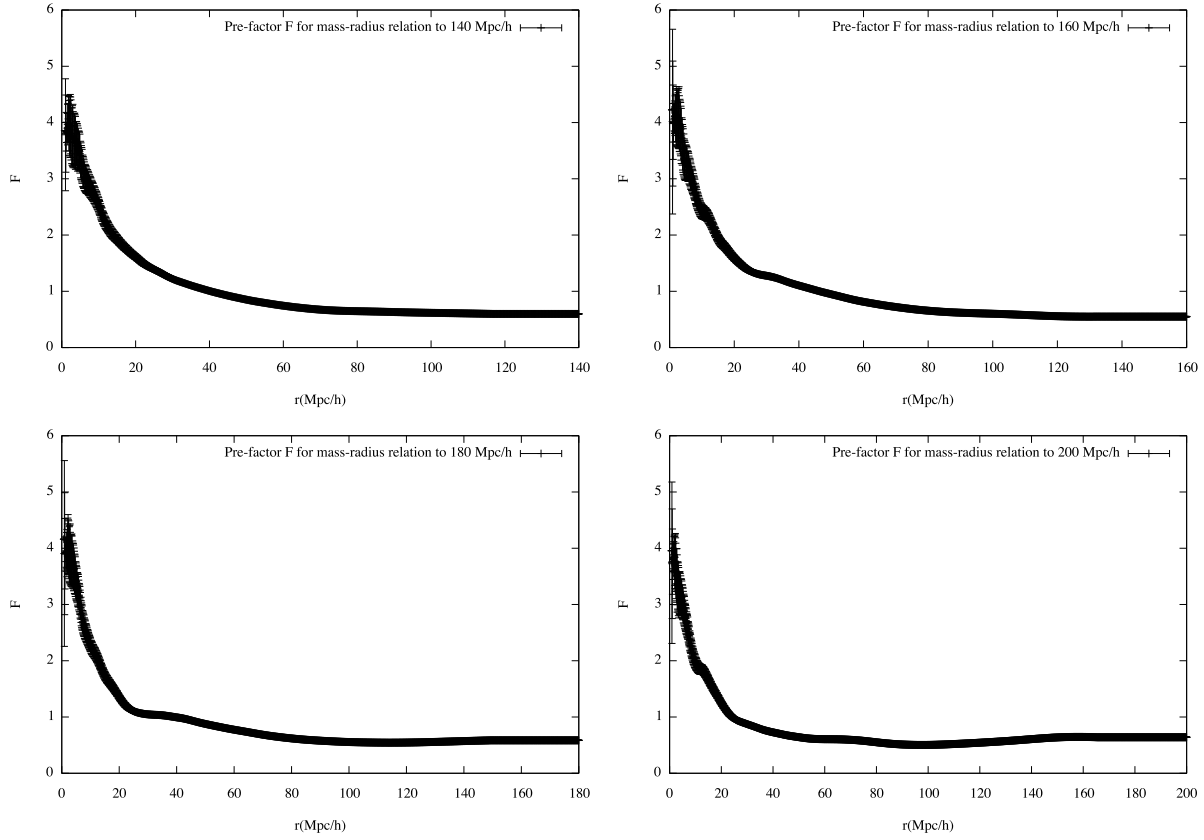 Pre-factor F for mass-radius relation to 140 Mpc/h
6
5
4
3
2
1
0
F
0 20 40 60 80 100 120 140
r(Mpc/h)
Pre-factor F for mass-radius relation to 160 Mpc/h
6
5
4
3
2
1
0
F
0 20 40 60 80 100 120 140 160
r(Mpc/h)
Pre-factor F for mass-radius relation to 180 Mpc/h
6
5
4
3
2
1
0
F
0 20 40 60 80 100 120 140 160 180
r(Mpc/h)
Pre-factor F for mass-radius relation to 200 Mpc/h
6
5
4
3
2
1
0
F
0 20 40 60 80 100 120 140 160 180 200
r(Mpc/h)